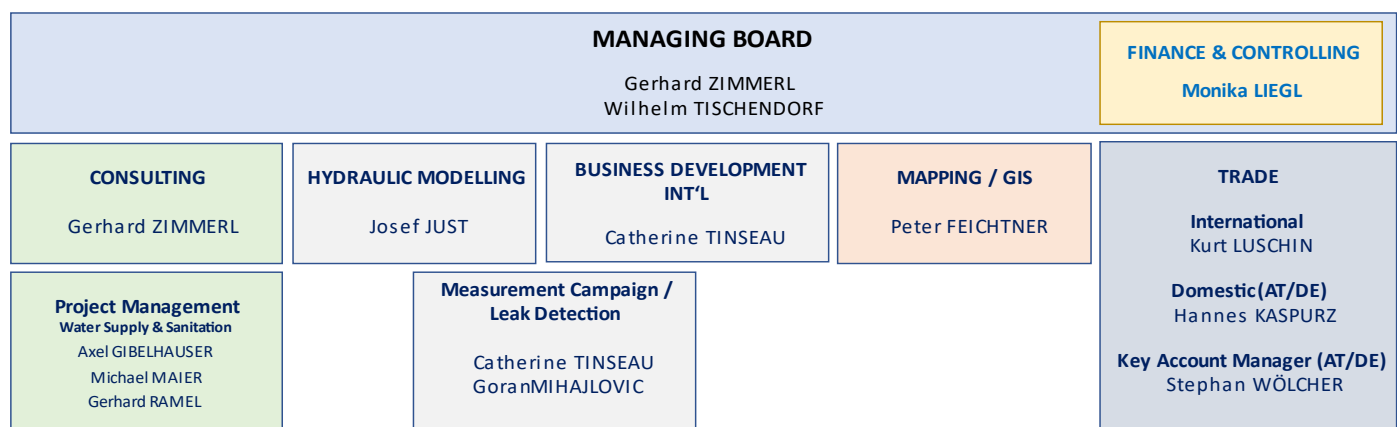 MANAGING BOARD
Gerhard ZIMMERL
Wilhelm TISCHENDORF
FINANCE & CONTROLLING
Monika LIEGL
CONSULTING
Gerhard ZIMMERL
HYDRAULIC MODELLING
Josef JUST
BUSINESS DEVELOPMENT
INT‘L
Catherine TINSEAU
MAPPING / GIS
Peter FEICHTNER
TRADE
International
Kurt LUSCHIN
Domestic(AT/DE)
Hannes KASPURZ
Key Account Manager (AT/DE)
Stephan WÖLCHER
Project Management
Water Supply & Sanitation
Axel GIBELHAUSER
Michael MAIER
Gerhard RAMEL
Measurement Campaign /
Leak Detection
Catherine TINSEAU
GoranMIHAJLOVIC